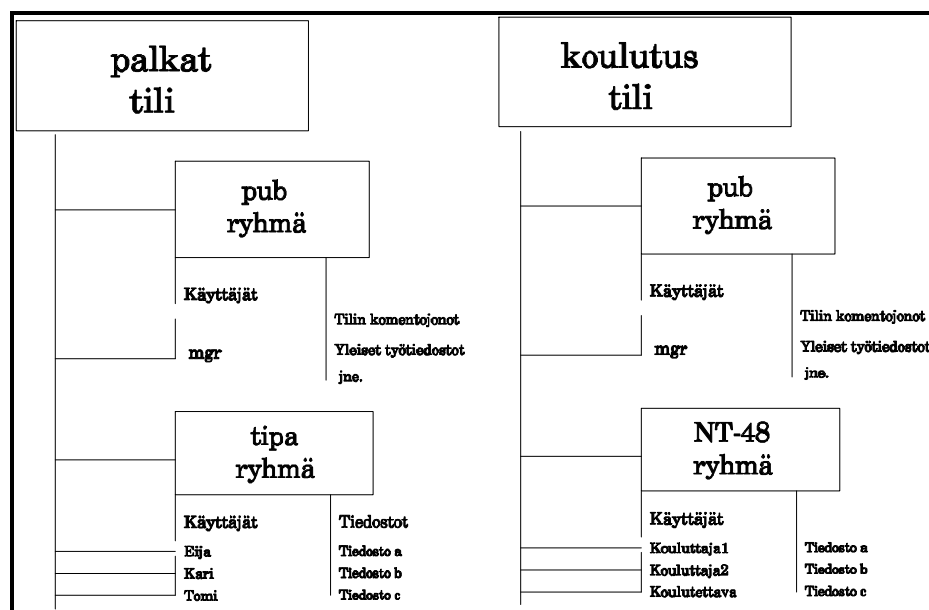 palkat
tili
pub
ryhmä
Käyttäjät
Tilin komentojonot
mgr
Yleiset työtiedostot
jne.
tipa
ryhmä
Käyttäjät
Tiedostot
Eija
Tiedosto a
Kari
Tiedosto b
Tomi
Tiedosto c
koulutus
tili
pub
ryhmä
Käyttäjät
Tilin komentojonot
mgr
Yleiset työtiedostot
jne.
NT-48
ryhmä
Käyttäjät
Kouluttaja1
Tiedosto a
Kouluttaja2
Tiedosto b
Koulutettava
Tiedosto c